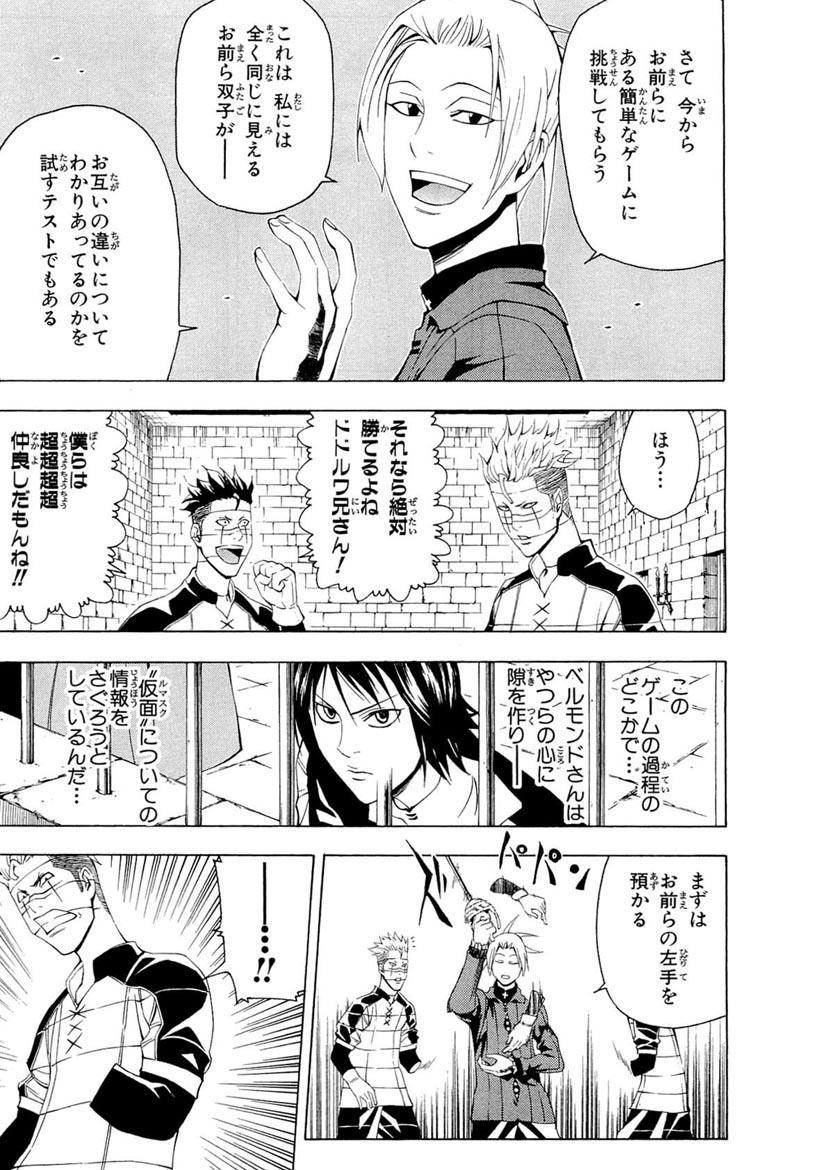 さて 今から
お前らに
ある簡単なゲームに
挑戦してもらう
これは 私には
全く同じに見える
お前ら双子が――
お互いの違いについて
わかりあってるのかを
試すテストでもある
ほう…
それなら絶対
勝てるよね
ドドルワ兄さん!
僕らは
超超超超
仲良しだもんね!!
この
ゲームの過程の
どこかで…
ベルモンドさんは
やつらの心に
隙を作り――
“仮面”についての
情報を
さぐろうと
しているんだ…
まずは
お前らの左手を
預かる
パパンッ
――…!!